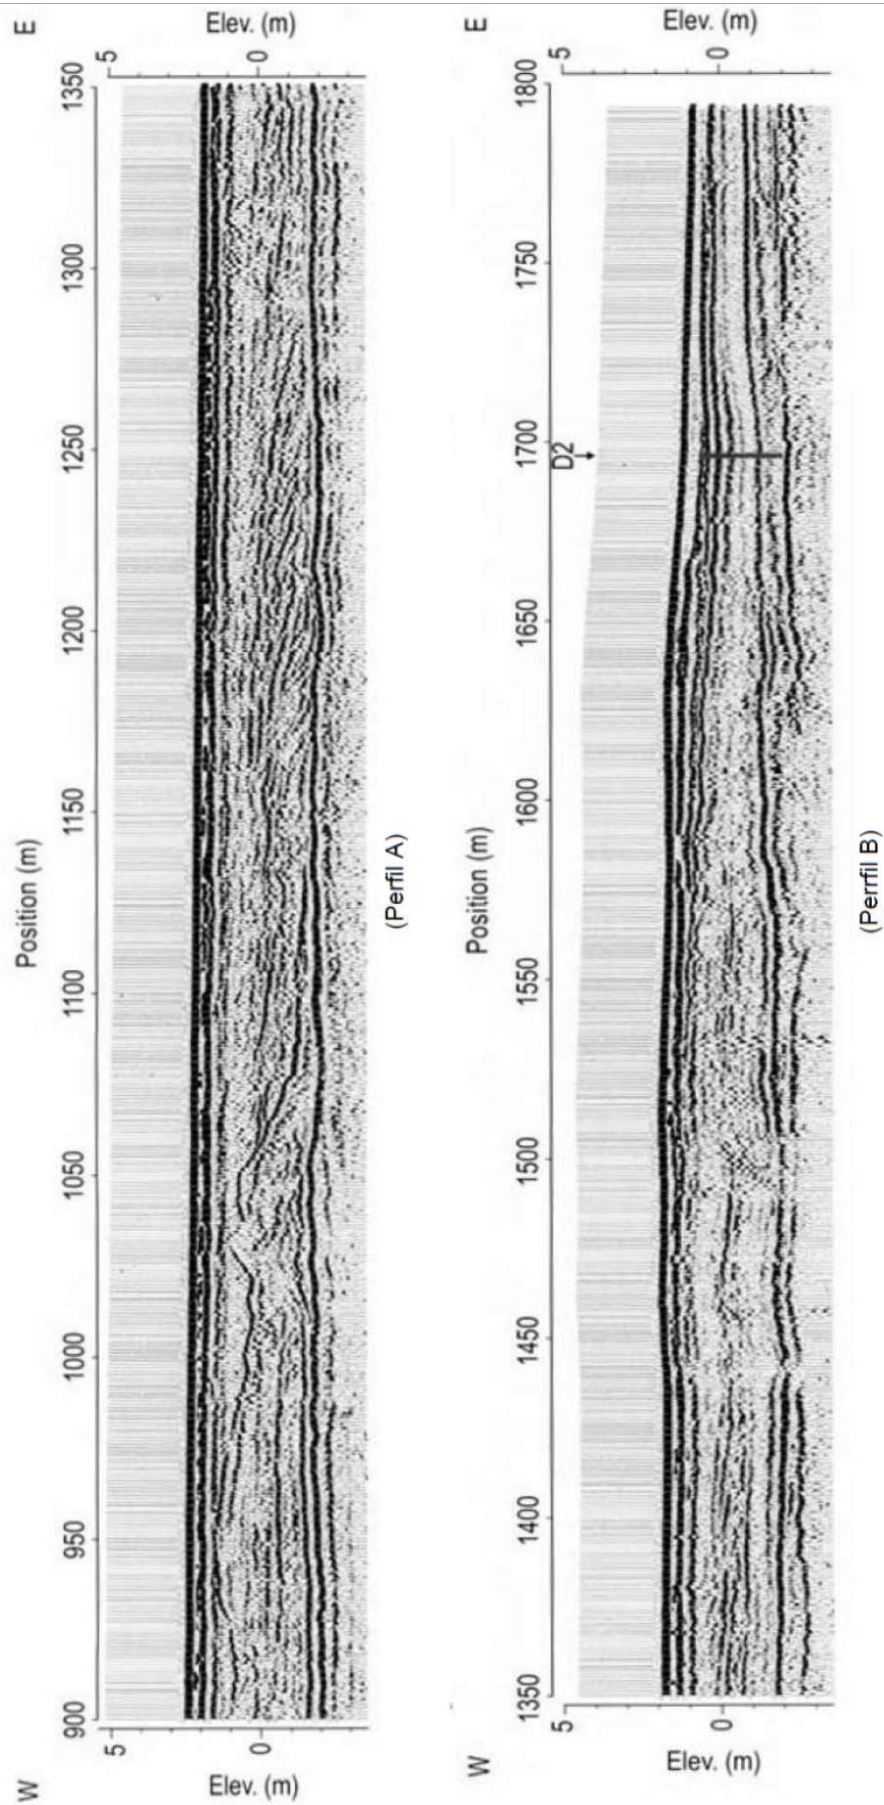 W Position (m) E
900 950 1000 1050 1100 1150 1200 1250 1300 1350
5 5
0 0
Elev. (m) Elev. (m)
(Perfil A)
W Position (m) E
D2
1350 1400 1450 1500 1550 1600 1650 1700 1750 1800
5 5
0 0
Elev. (m) Elev. (m)
(Perrfil B)